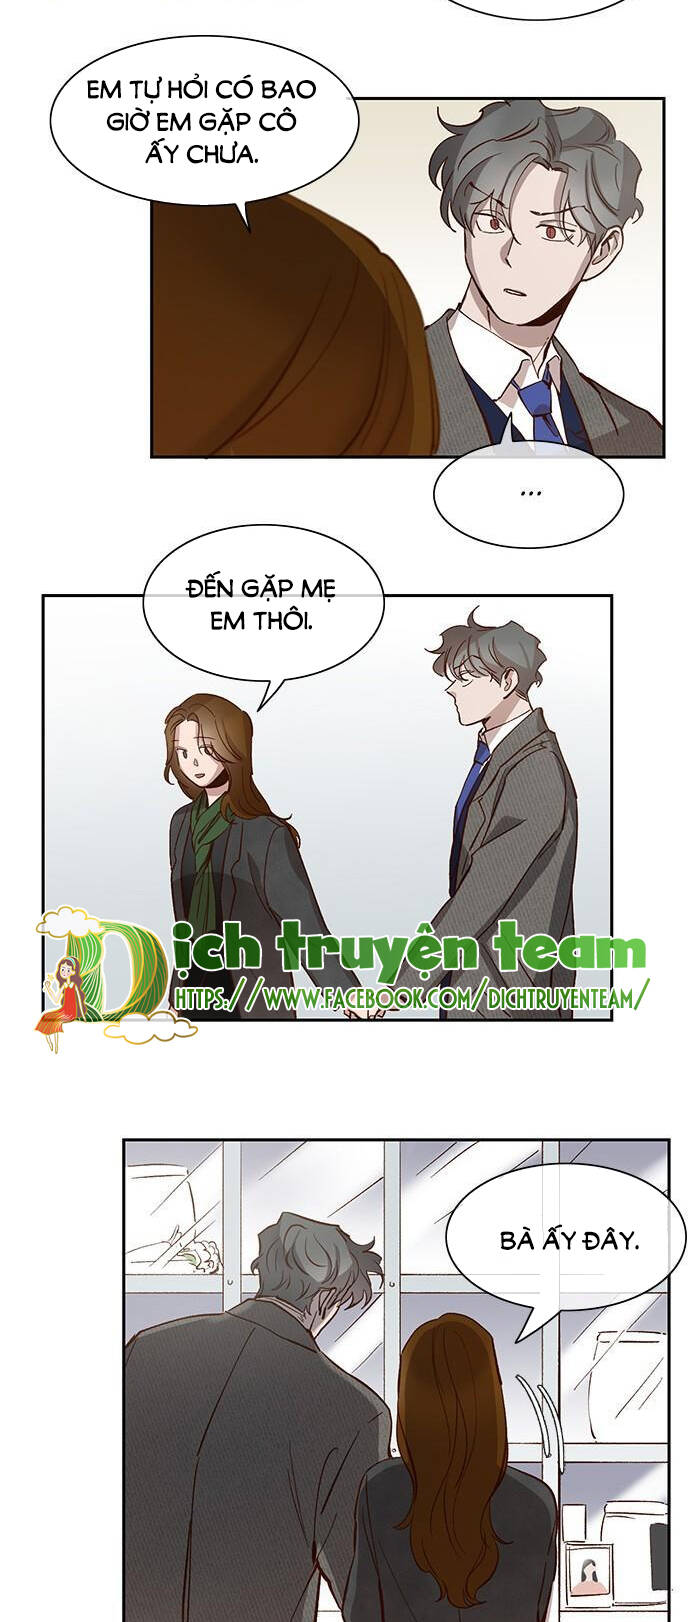 EM TỰ HỎI CÓ BAO
GIỜ EM GẶP CÔ
ẤY CHƯA.
...
ĐẾN GẶP MẸ
EM THÔI.
Dịch truyện team
HTTPS://WWW.FACEBOOK.COM/DICHTRUYENTEAM/
BÀ ẤY ĐÂY.